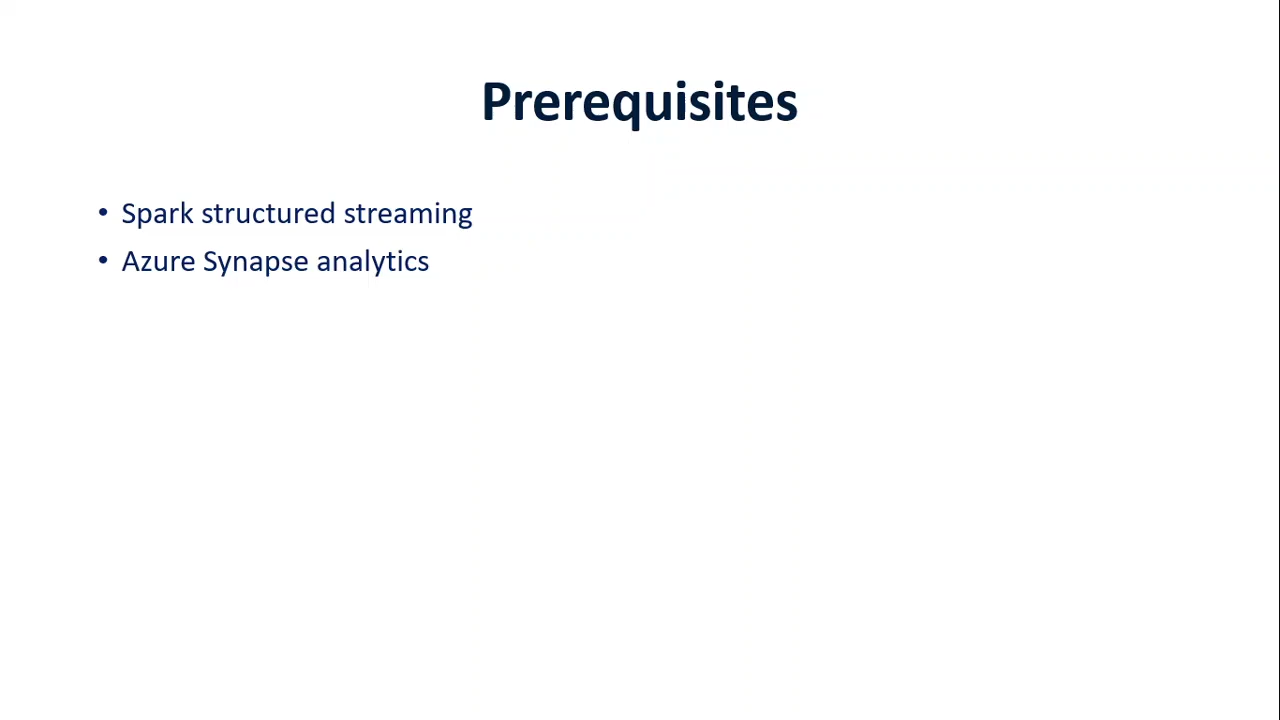 Prerequisites
• Spark structured streaming
• Azure Synapse analytics